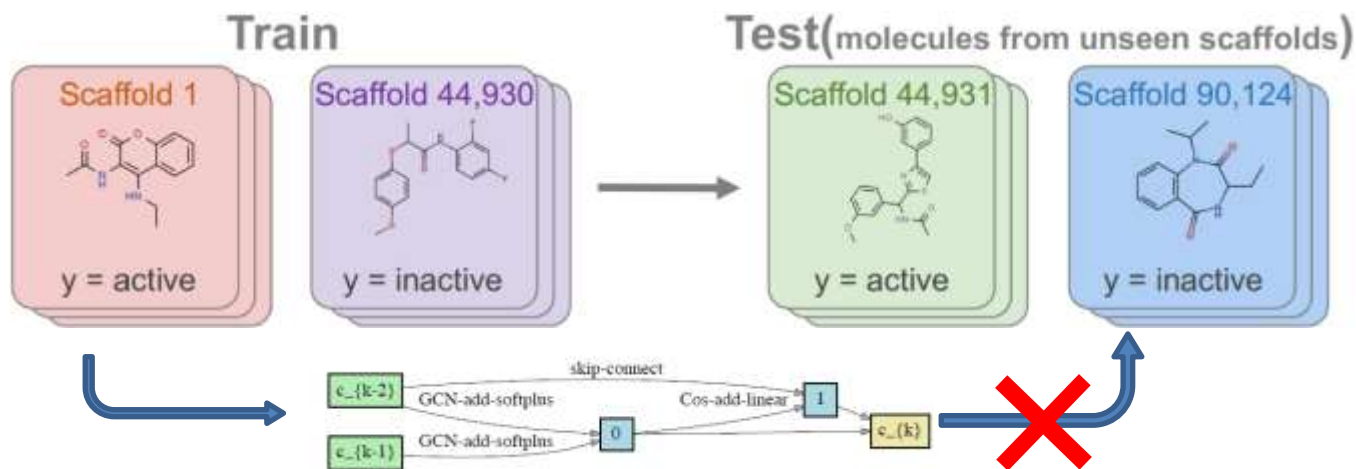 Train
Test(molecules from unseen scaffolds)
Scaffold 1
Scaffold 44,930
Scaffold 44,931
Scaffold 90,124
y = active
y = inactive
y = active
y = inactive
skip-connect
c_{k-2}
GCN-add-softplus
Cos-add-linear
1
0
c_{k}
GCN-add-softplus
c_{k-1}